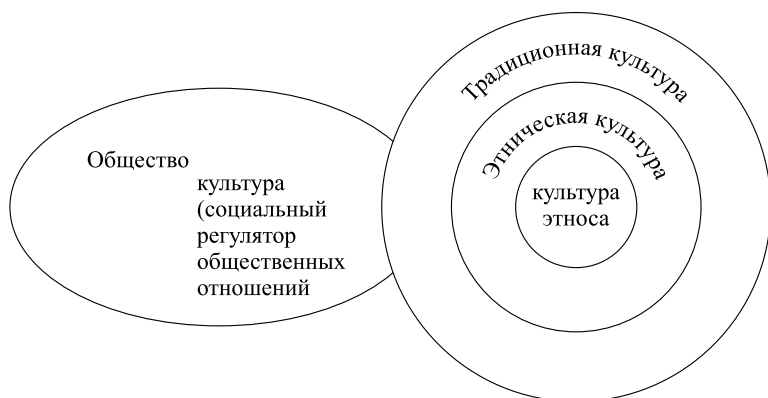 Общество
культура
(социальный
регулятор
общественных
отношений
Традиционная культура
Этническая культура
культура
этноса